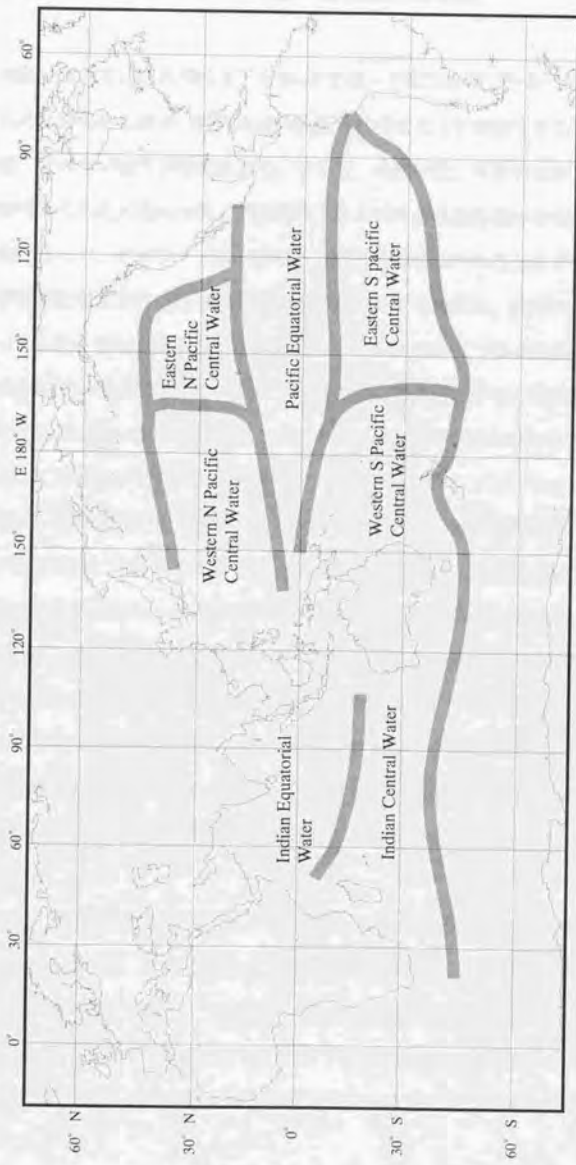 0°
30°
60°
90°
120°
150°
E 180° W
150°
120°
90°
60°
60° N
30° N
0°
30° S
60° S
Indian Equatorial
Water
Indian Central Water
Western N Pacific
Central Water
Eastern
N Pacific
Central Water
Pacific Equatorial Water
Western S Pacific
Central Water
Eastern S pacific
Central Water